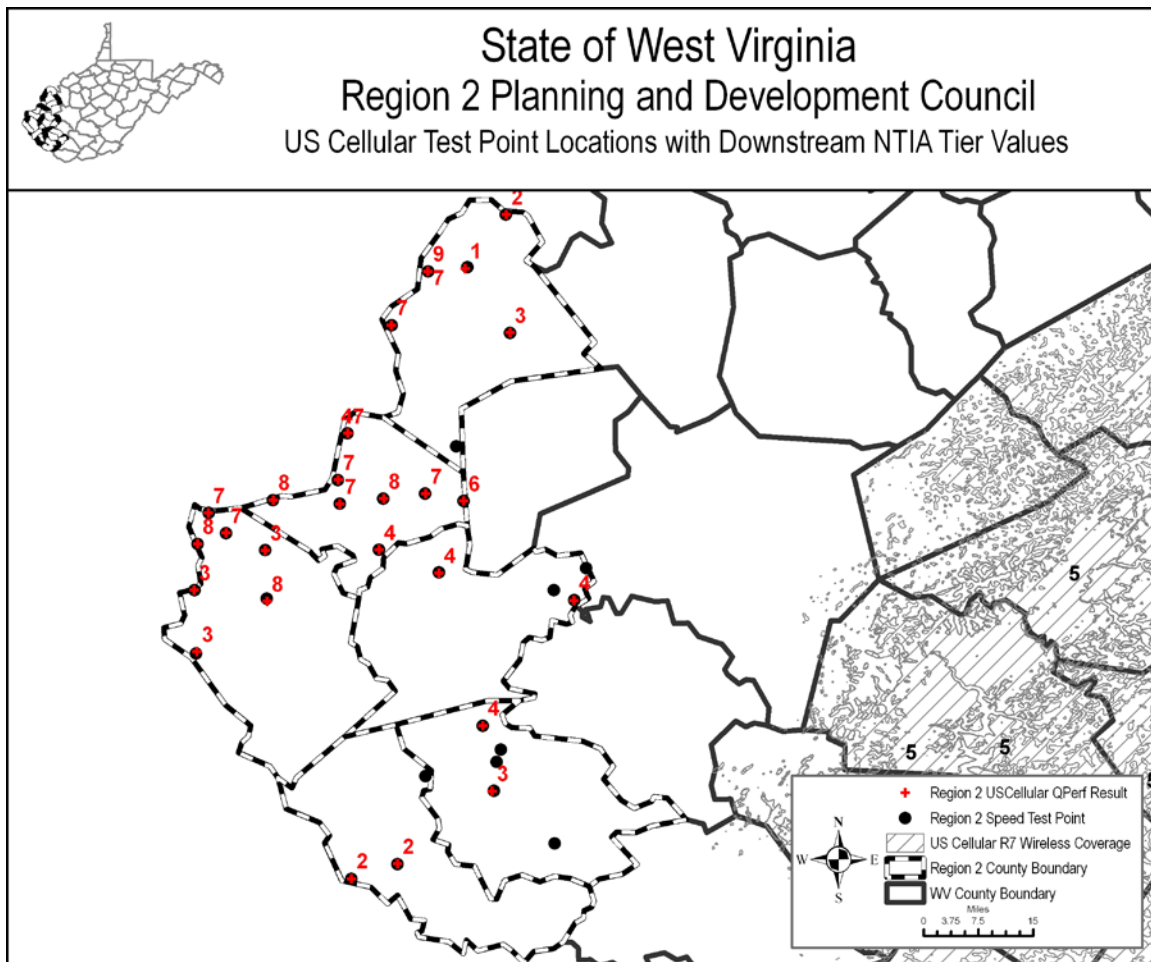 State of West Virginia
Region 2 Planning and Development Council
US Cellular Test Point Locations with Downstream NTIA Tier Values
2
9
1
7
7
3
47
7
8
7
8
7
6
7
7
8
3
4
4
5
3
8
4
3
4
5
5
3
2
2
Region 2 USCellular QPerf Result
Region 2 Speed Test Point
US Cellular R7 Wireless Coverage
Region 2 County Boundary
WV County Boundary
N
W
E
S
Miles
0 3.75 7.5 15